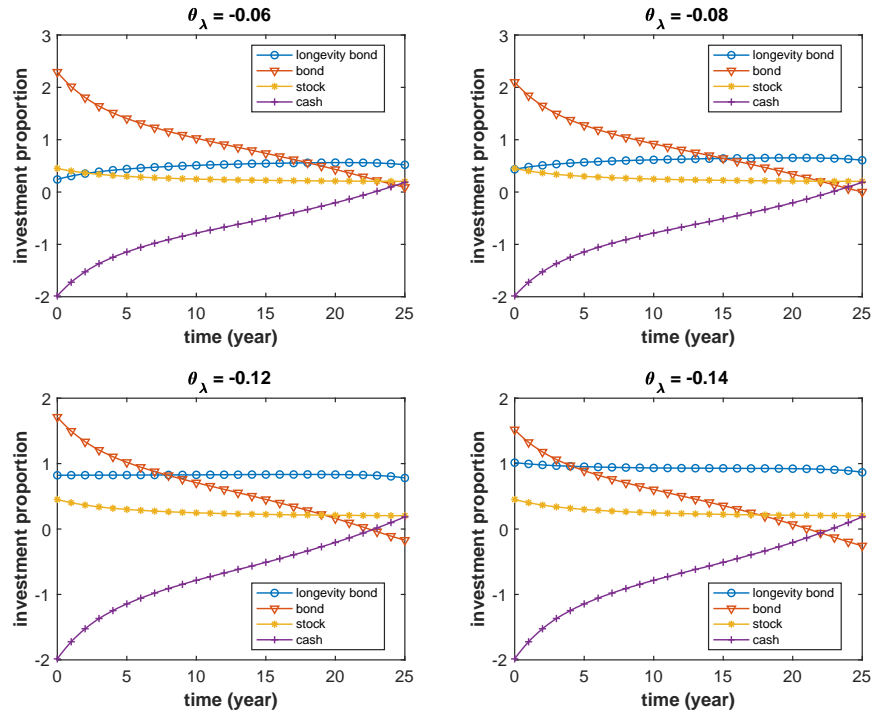 θλ = -0.06
3
2
1
0
-1
-2
investment proportion
longevity bond
bond
stock
cash
0 5 10 15 20 25
time (year)
θλ = -0.08
3
2
1
0
-1
-2
investment proportion
longevity bond
bond
stock
cash
0 5 10 15 20 25
time (year)
θλ = -0.12
2
1
0
-1
-2
investment proportion
longevity bond
bond
stock
cash
0 5 10 15 20 25
time (year)
θλ = -0.14
2
1
0
-1
-2
investment proportion
longevity bond
bond
stock
cash
0 5 10 15 20 25
time (year)